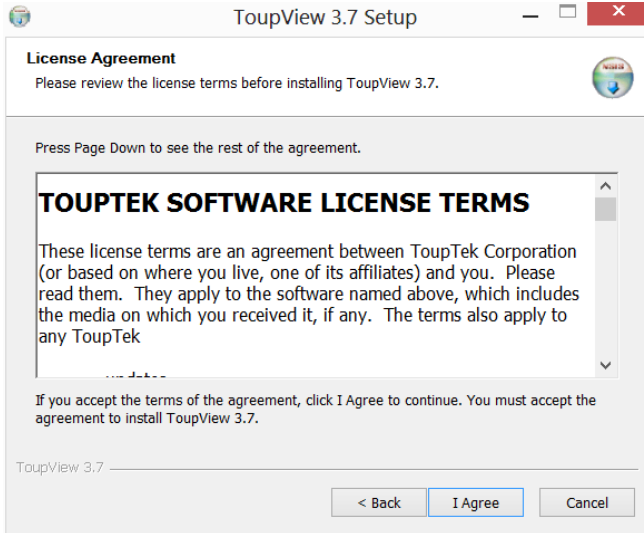 ToupView 3.7 Setup
License Agreement
Please review the license terms before installing ToupView 3.7.
Press Page Down to see the rest of the agreement.
TOUPTEK SOFTWARE LICENSE TERMS
These license terms are an agreement between ToupTek Corporation
(or based on where you live, one of its affiliates) and you.  Please
read them.  They apply to the software named above, which includes
the media on which you received it, if any.  The terms also apply to
any ToupTek
updates
If you accept the terms of the agreement, click I Agree to continue. You must accept the
agreement to install ToupView 3.7.
ToupView 3.7
< Back
I Agree
Cancel